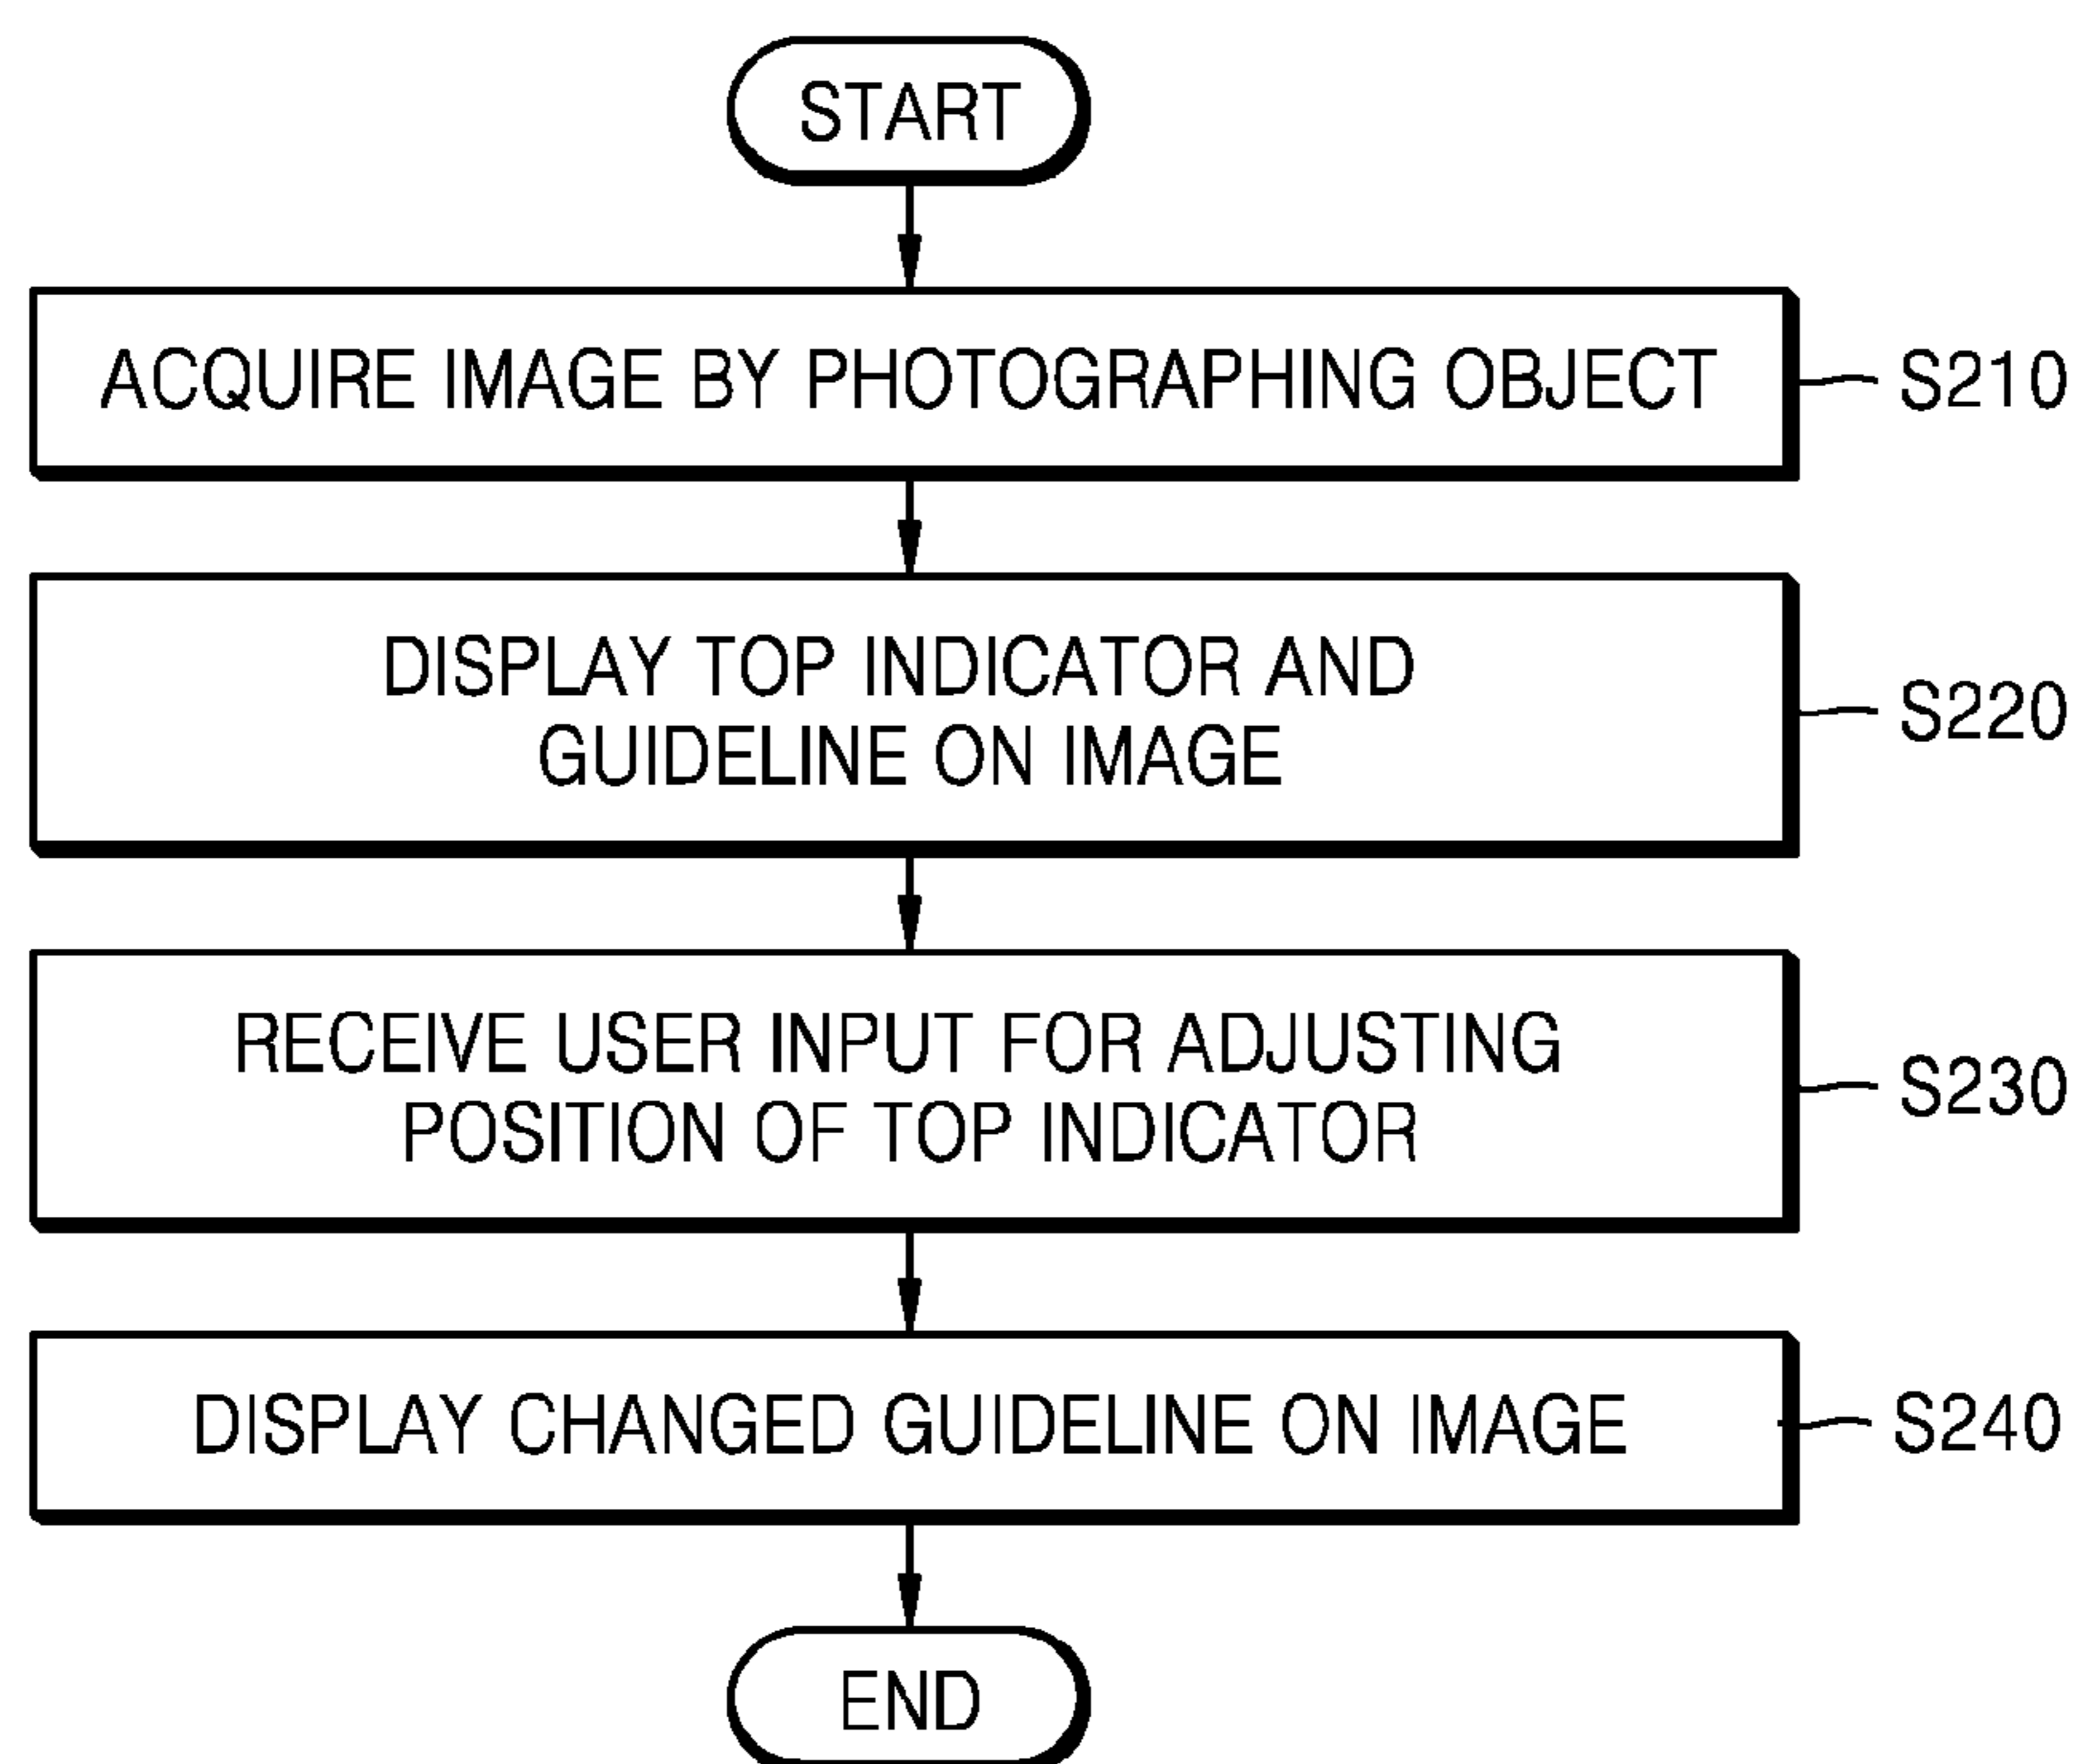 START
ACQUIRE IMAGE BY PHOTOGRAPHING OBJECT
S210
DISPLAY TOP INDICATOR AND
GUIDELINE ON IMAGE
S220
RECEIVE USER INPUT FOR ADJUSTING
POSITION OF TOP INDICATOR
S230
DISPLAY CHANGED GUIDELINE ON IMAGE
S240
END